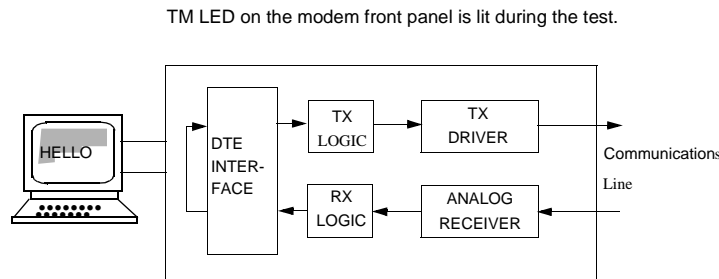 TM LED on the modem front panel is lit during the test.
HELLO
DTE
INTER-
FACE
TX
LOGIC
TX
DRIVER
RX
LOGIC
ANALOG
RECEIVER
Communications
Line